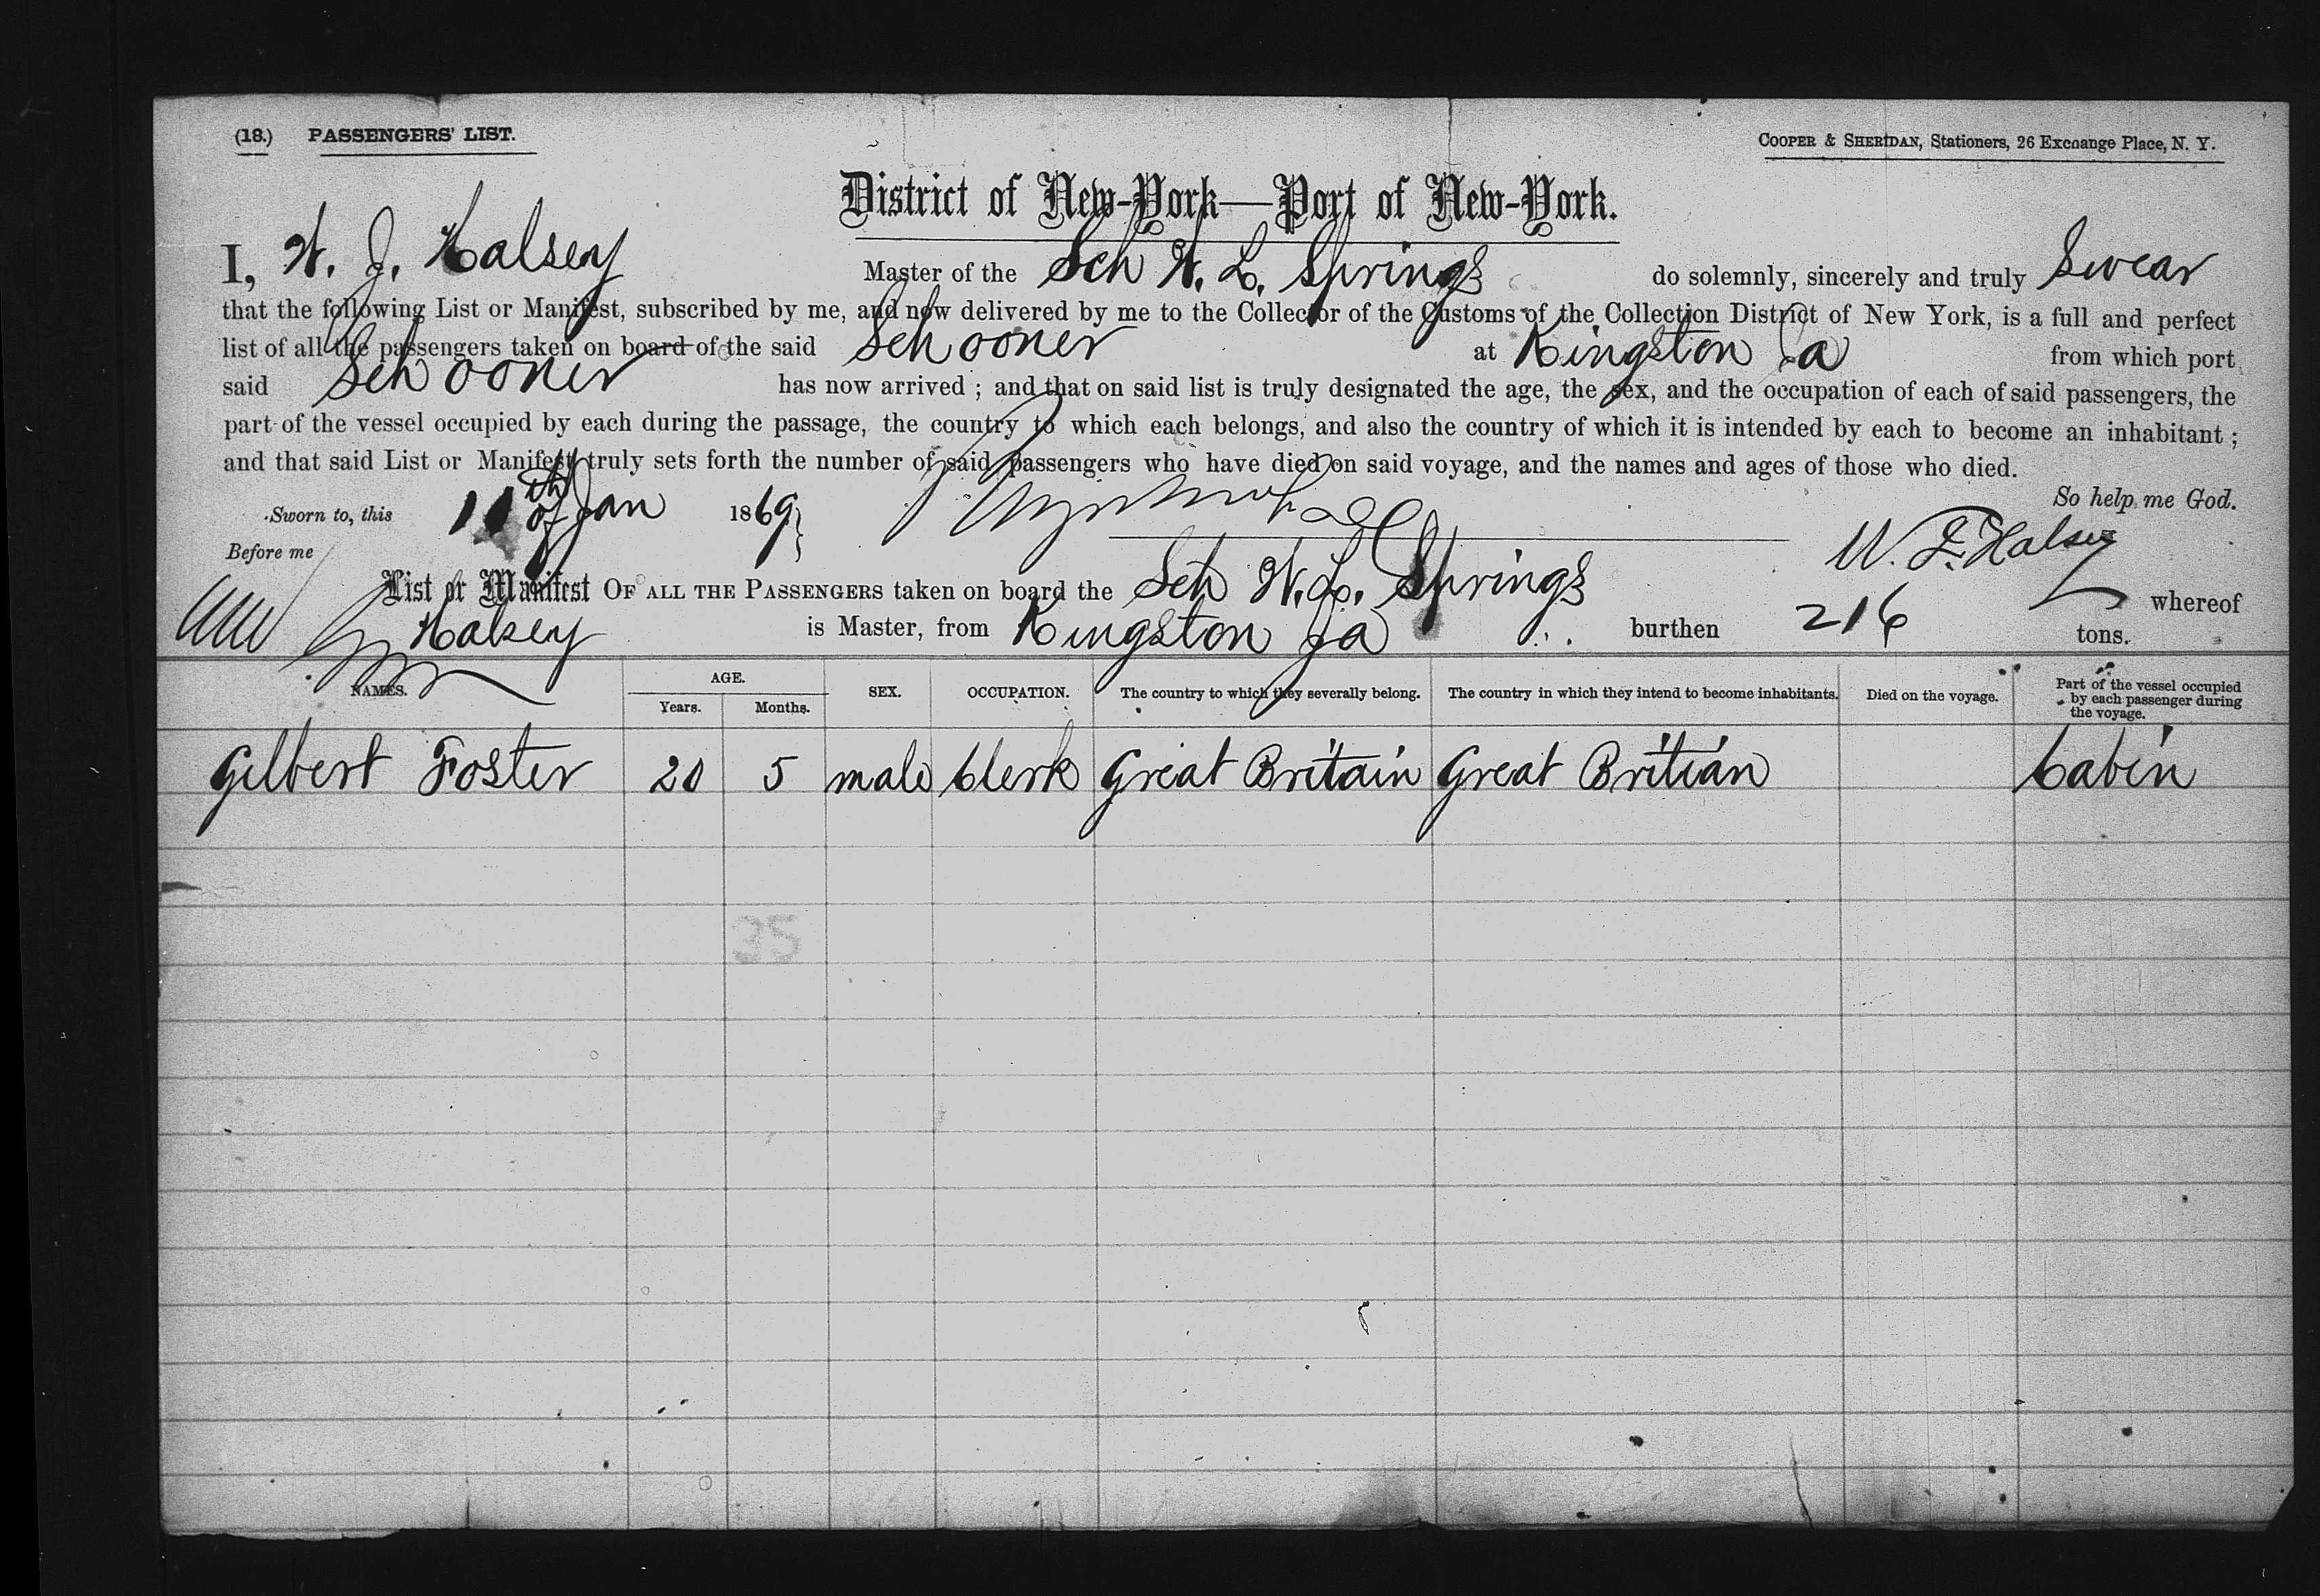 (18.) PASSENGERS' LIST.
COOPER & SHERIDAN, Stationers, 26 Exchange Place, N. Y.
District of New-York—Port of New-York.
I, W. J. Halsey Master of the Sch W. L. Springs do solemnly, sincerely and truly Swear
that the following List or Manifest, subscribed by me, and now delivered by me to the Collector of the Customs of the Collection District of New York, is a full and perfect
list of all the passengers taken on board of the said Schooner at Kingston Ja from which port
said Schooner has now arrived ; and that on said list is truly designated the age, the sex, and the occupation of each of said passengers, the
part of the vessel occupied by each during the passage, the country to which each belongs, and also the country of which it is intended by each to become an inhabitant ;
and that said List or Manifest truly sets forth the number of said passengers who have died on said voyage, and the names and ages of those who died.
So help me God.
Sworn to, this 11th of Jan 1869
Before me
W. F. Halsey
List or Manifest OF ALL THE PASSENGERS taken on board the Sch W. L. Springs whereof
Halsey is Master, from Kingston Ja burthen 216 tons.
NAMES. AGE. Years. Months. SEX. OCCUPATION. The country to which they severally belong. The country in which they intend to become inhabitants. Died on the voyage. Part of the vessel occupied by each passenger during the voyage.
Gilbert Foster 20 5 male Clerk Great Britain Great Britian Cabin
35